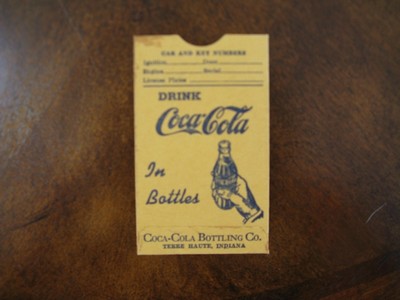 CAR AND KEY NUMBERS
Ignition Door
Engine Serial
License Plates
DRINK
Coca-Cola
In
Bottles
COCA-COLA BOTTLING CO.
TERRE HAUTE, INDIANA